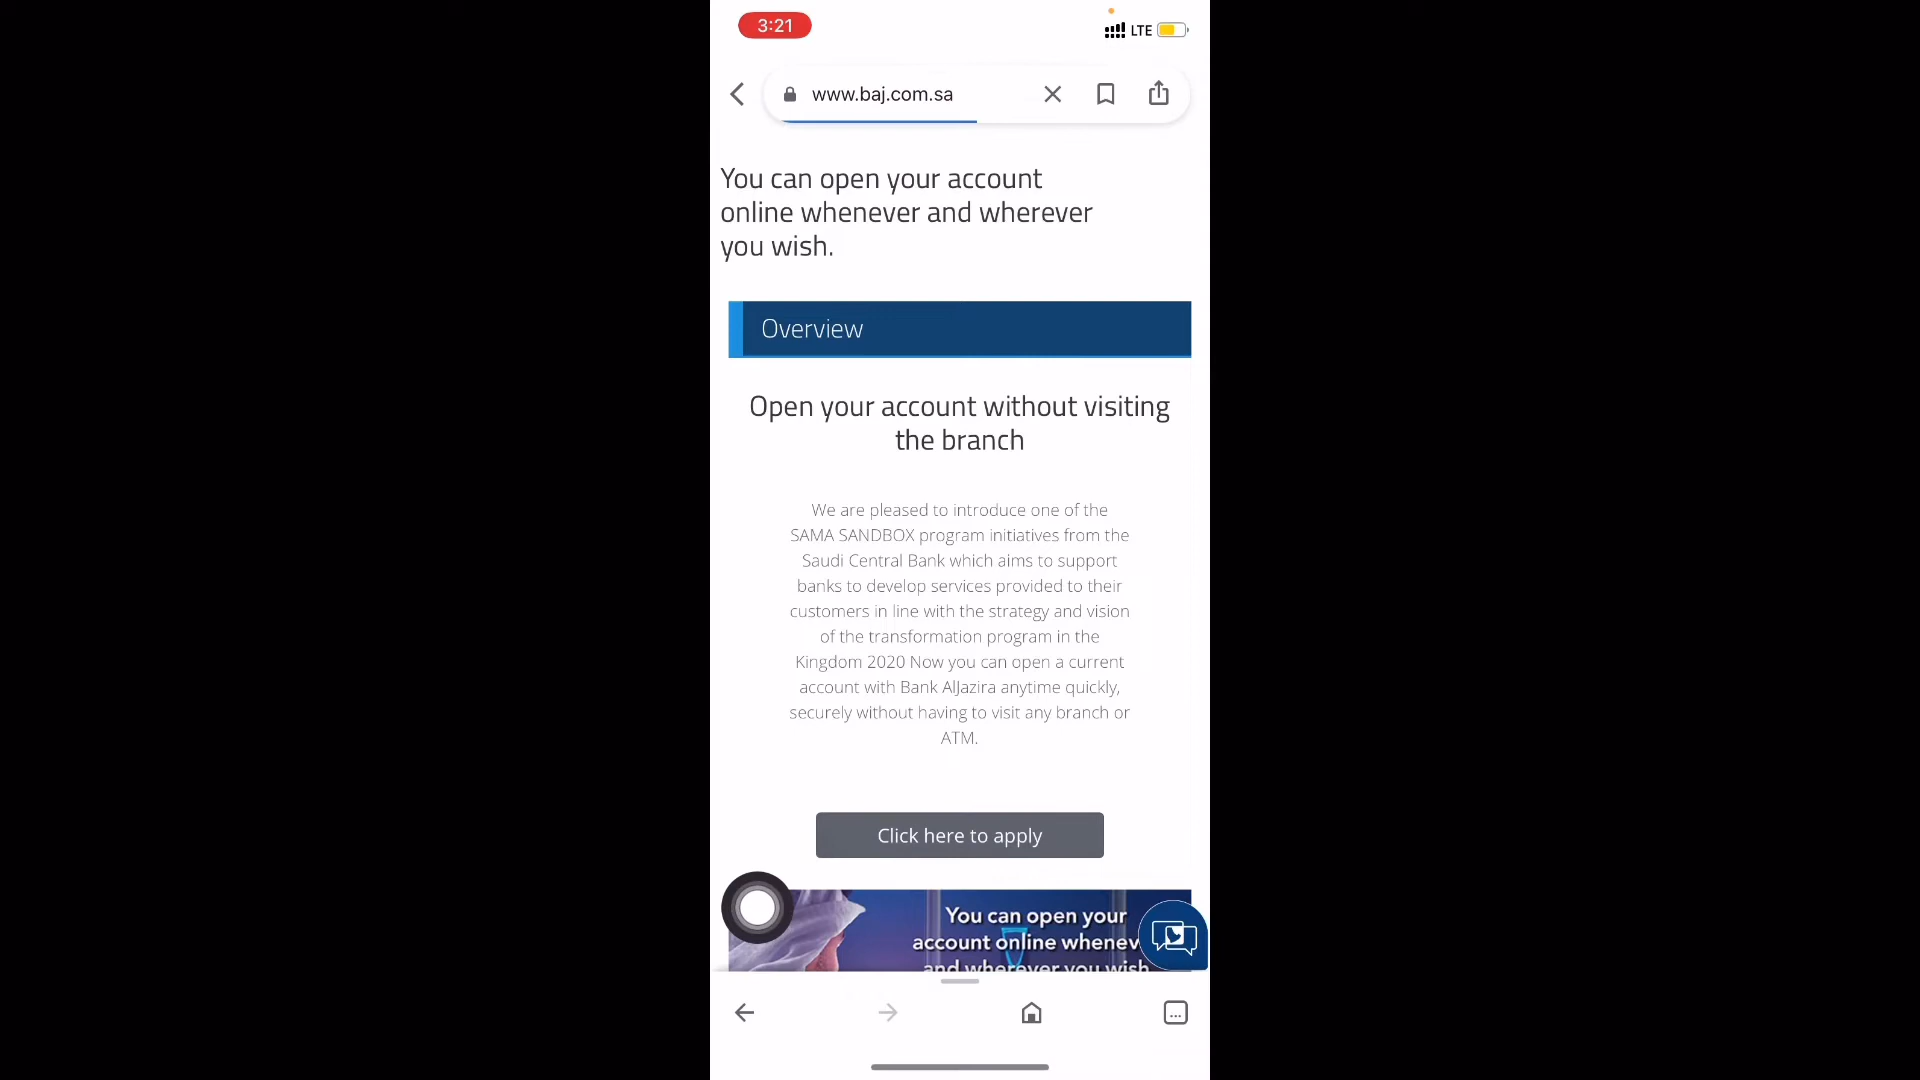 3:21
LTE
www.baj.com.sa
You can open your account
online whenever and wherever
you wish.
Overview
Open your account without visiting
the branch
We are pleased to introduce one of the
SAMA SANDBOX program initiatives from the
Saudi Central Bank which aims to support
banks to develop services provided to their
customers in line with the strategy and vision
of the transformation program in the
Kingdom 2020 Now you can open a current
account with Bank AlJazira anytime quickly,
securely without having to visit any branch or
ATM.
Click here to apply
You can open your
account online whenev
and wherever you wish